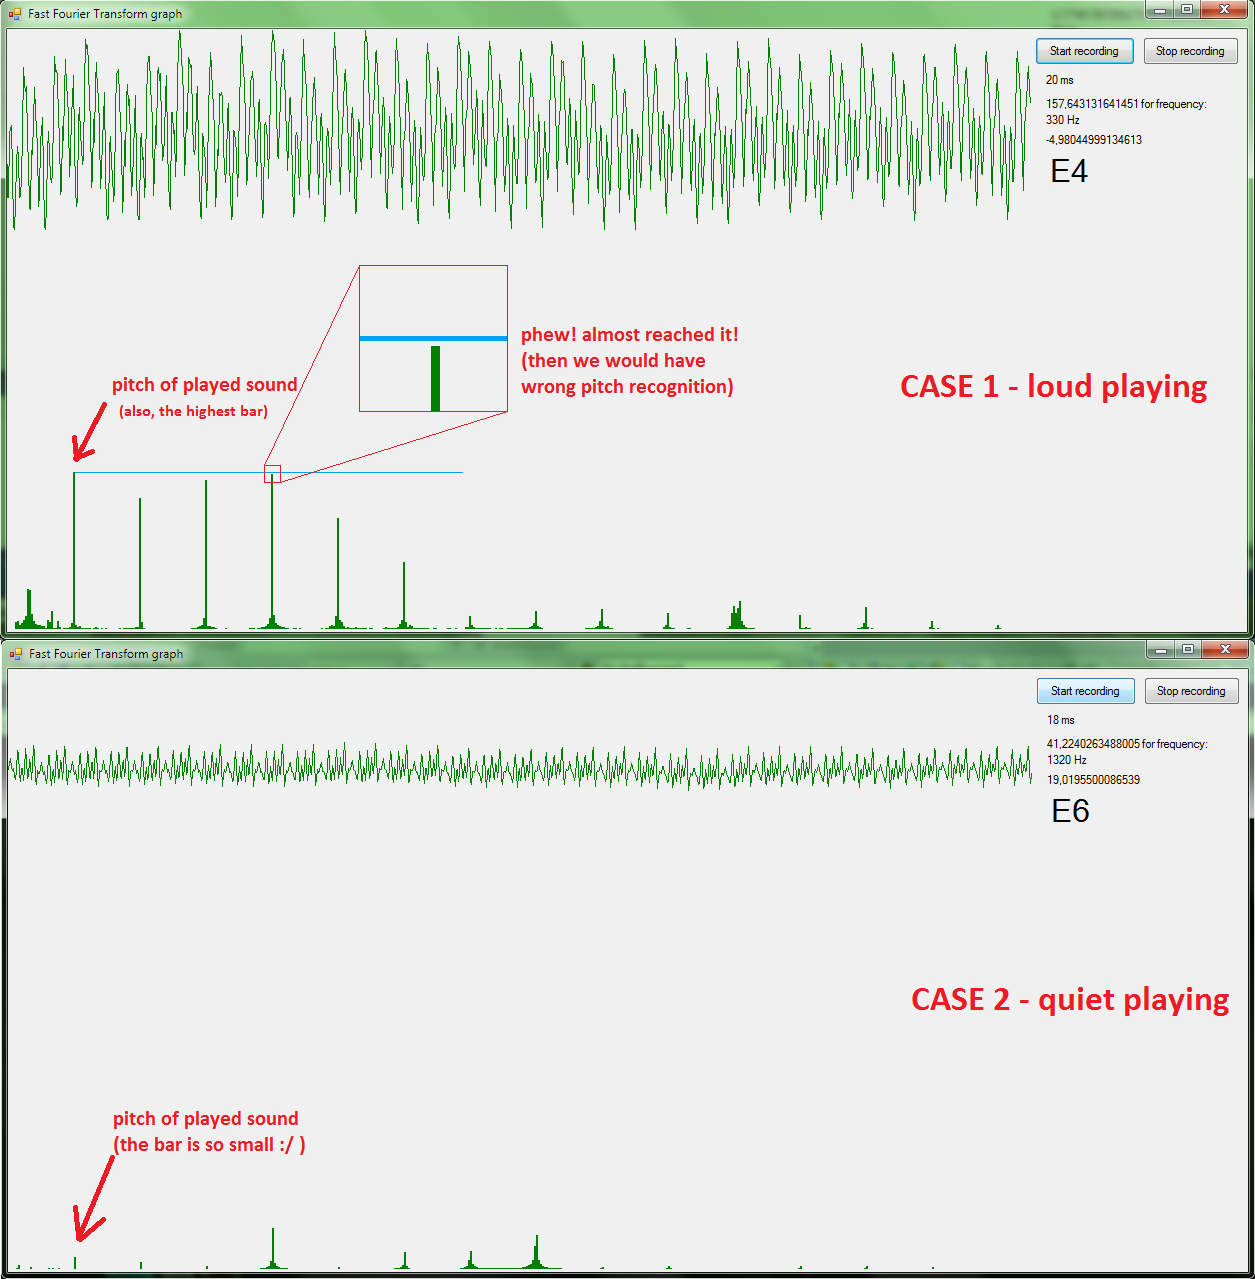 Fast Fourier Transform graph
Start recording
Stop recording
20 ms
157,643131641451 for frequency:
330 Hz
-4,98044999134613
E4
phew! almost reached it!
(then we would have
wrong pitch recognition)
pitch of played sound
(also, the highest bar)
CASE 1 - loud playing
Fast Fourier Transform graph
Start recording
Stop recording
18 ms
41,2240263488005 for frequency:
1320 Hz
19,0195500086539
E6
CASE 2 - quiet playing
pitch of played sound
(the bar is so small :/ )